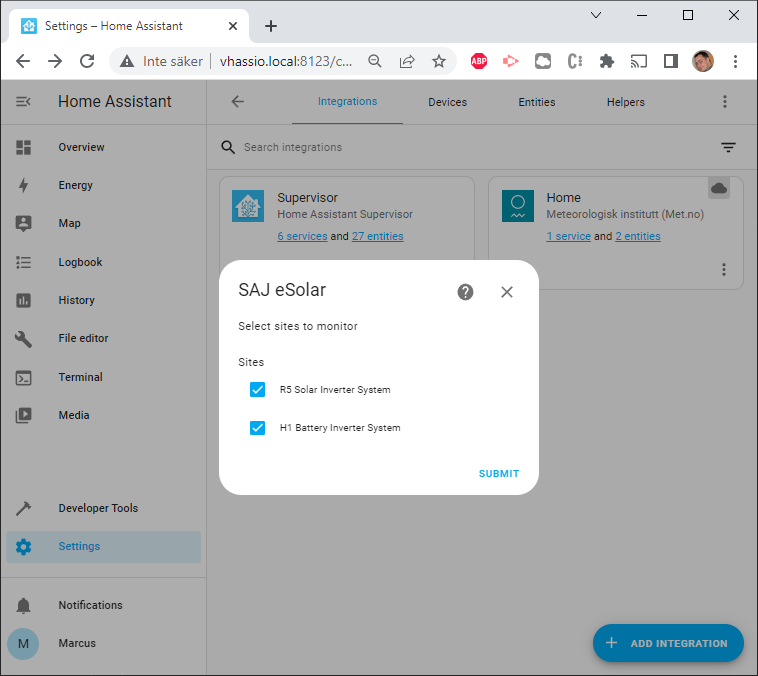 Settings – Home Assistant
Inte säker | vhassio.local:8123/c...
ABP
Home Assistant
Integrations
Devices
Entities
Helpers
Overview
Search integrations
Energy
Map
Logbook
History
File editor
Terminal
Media
Developer Tools
Settings
Notifications
M
Marcus
Supervisor
Home Assistant Supervisor
6 services and 27 entities
Home
Meteorologisk institutt (Met.no)
1 service and 2 entities
SAJ eSolar
Select sites to monitor
Sites
R5 Solar Inverter System
H1 Battery Inverter System
SUBMIT
ADD INTEGRATION